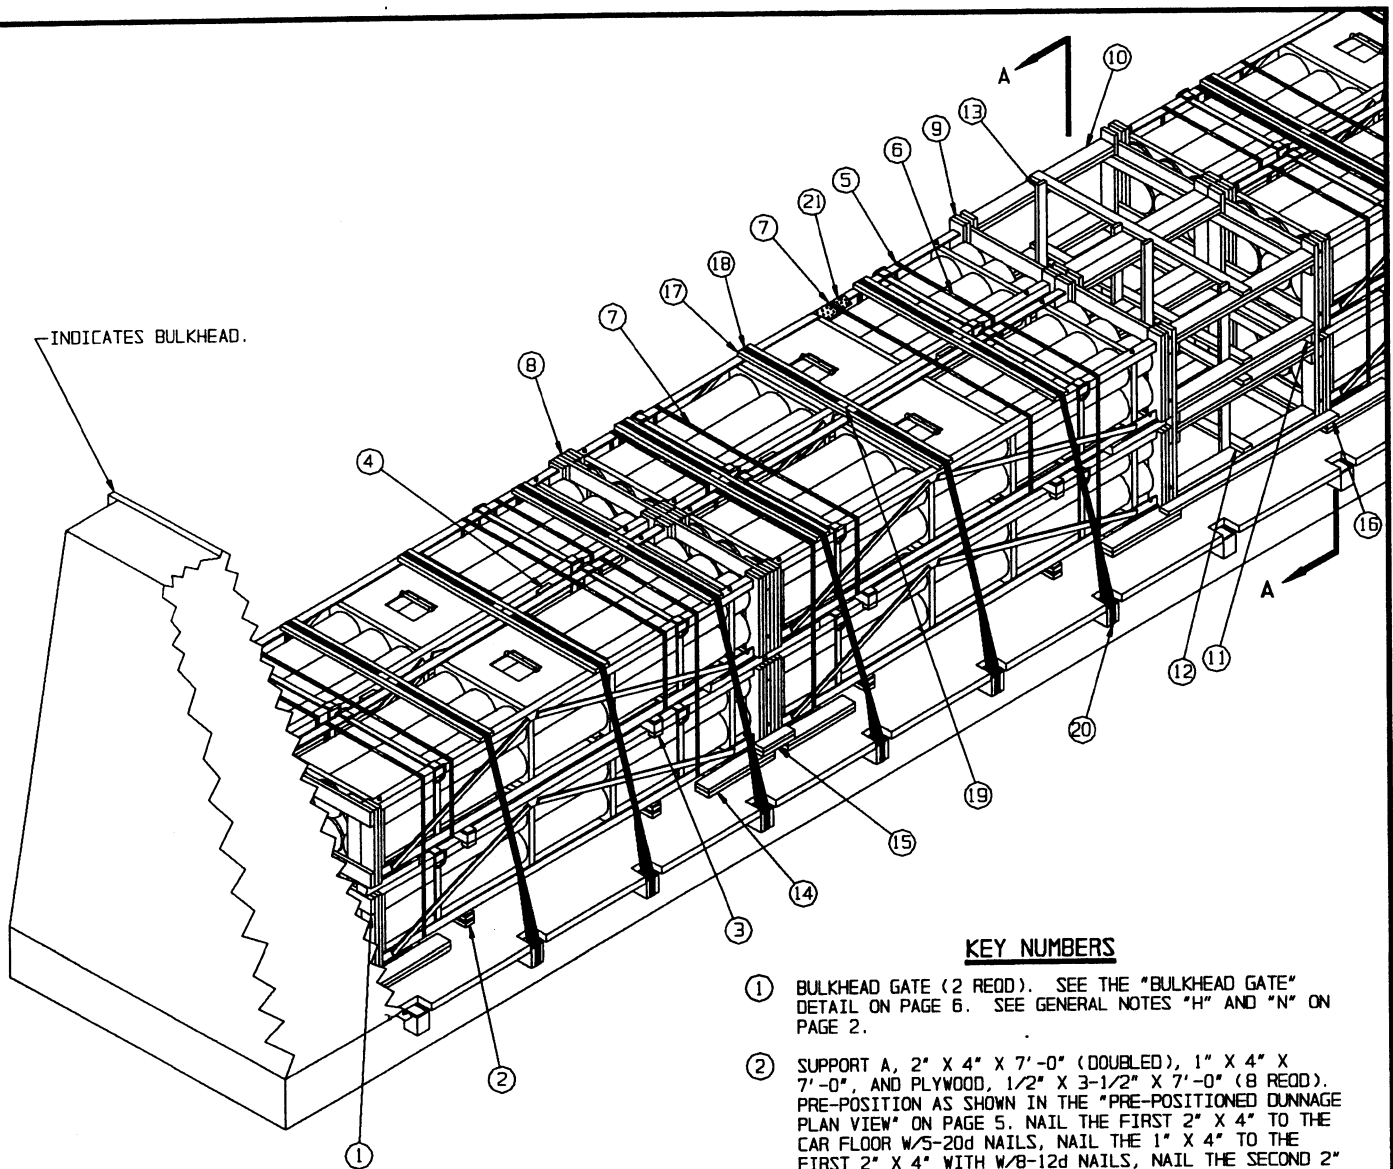 A
10
13
9
6
5
21
7
18
17
7
INDICATES BULKHEAD.
8
4
16
A
11
12
20
19
15
14
3
KEY NUMBERS
1 BULKHEAD GATE (2 REQD). SEE THE "BULKHEAD GATE"
DETAIL ON PAGE 6. SEE GENERAL NOTES "H" AND "N" ON
PAGE 2.
2 SUPPORT A, 2" X 4" X 7'-0" (DOUBLED), 1" X 4" X
7'-0", AND PLYWOOD, 1/2" X 3-1/2" X 7'-0" (8 REQD).
PRE-POSITION AS SHOWN IN THE "PRE-POSITIONED DUNNAGE
PLAN VIEW" ON PAGE 5. NAIL THE FIRST 2" X 4" TO THE
CAR FLOOR W/5-20d NAILS, NAIL THE 1" X 4" TO THE
FIRST 2" X 4" WITH W/8-12d NAILS, NAIL THE SECOND 2"
2
1